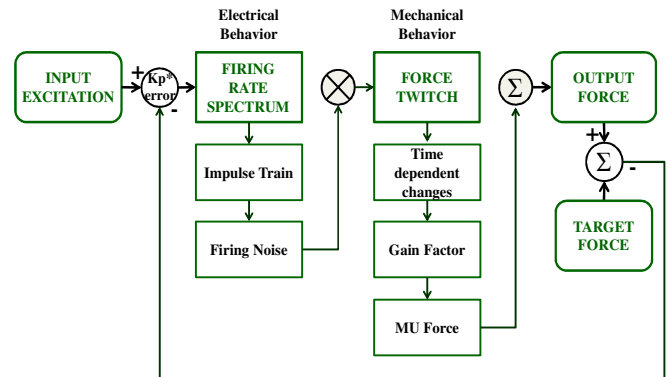 Electrical
Behavior
Mechanical
Behavior
INPUT
EXCITATION
+
Kp*
error
-
FIRING
RATE
SPECTRUM
Impulse Train
Firing Noise
FORCE
TWITCH
Time
dependent
changes
Gain Factor
MU Force
Σ
OUTPUT
FORCE
+
Σ
-
TARGET
FORCE